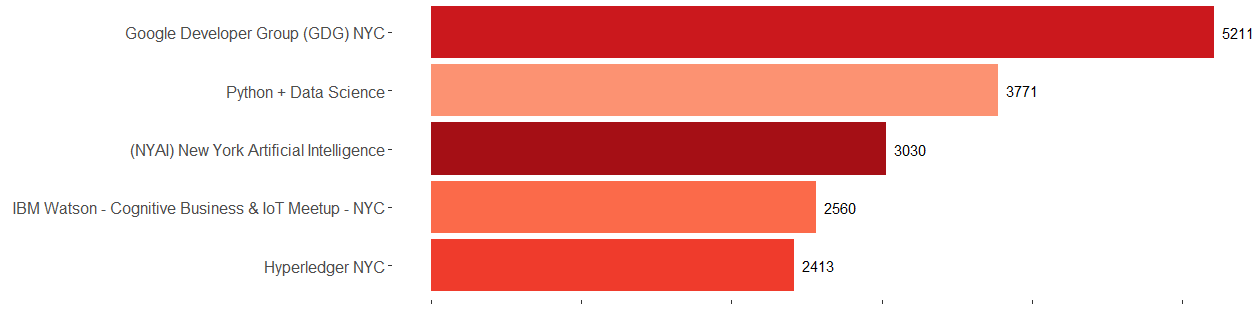 Google Developer Group (GDG) NYC 5211
Python + Data Science 3771
(NYAI) New York Artificial Intelligence 3030
IBM Watson - Cognitive Business & IoT Meetup - NYC 2560
Hyperledger NYC 2413